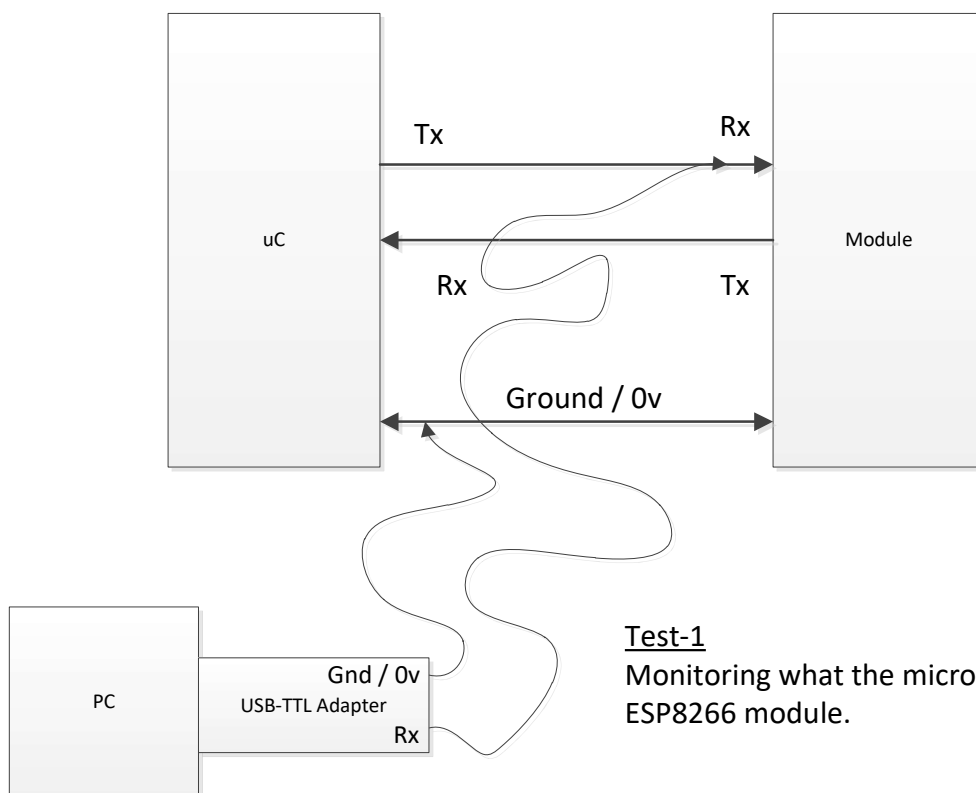 Tx
Rx
uC
Module
Rx
Tx
Ground / 0v
Gnd / 0v
USB-TTL Adapter
Rx
PC
Test-1
Monitoring what the micro
ESP8266 module.